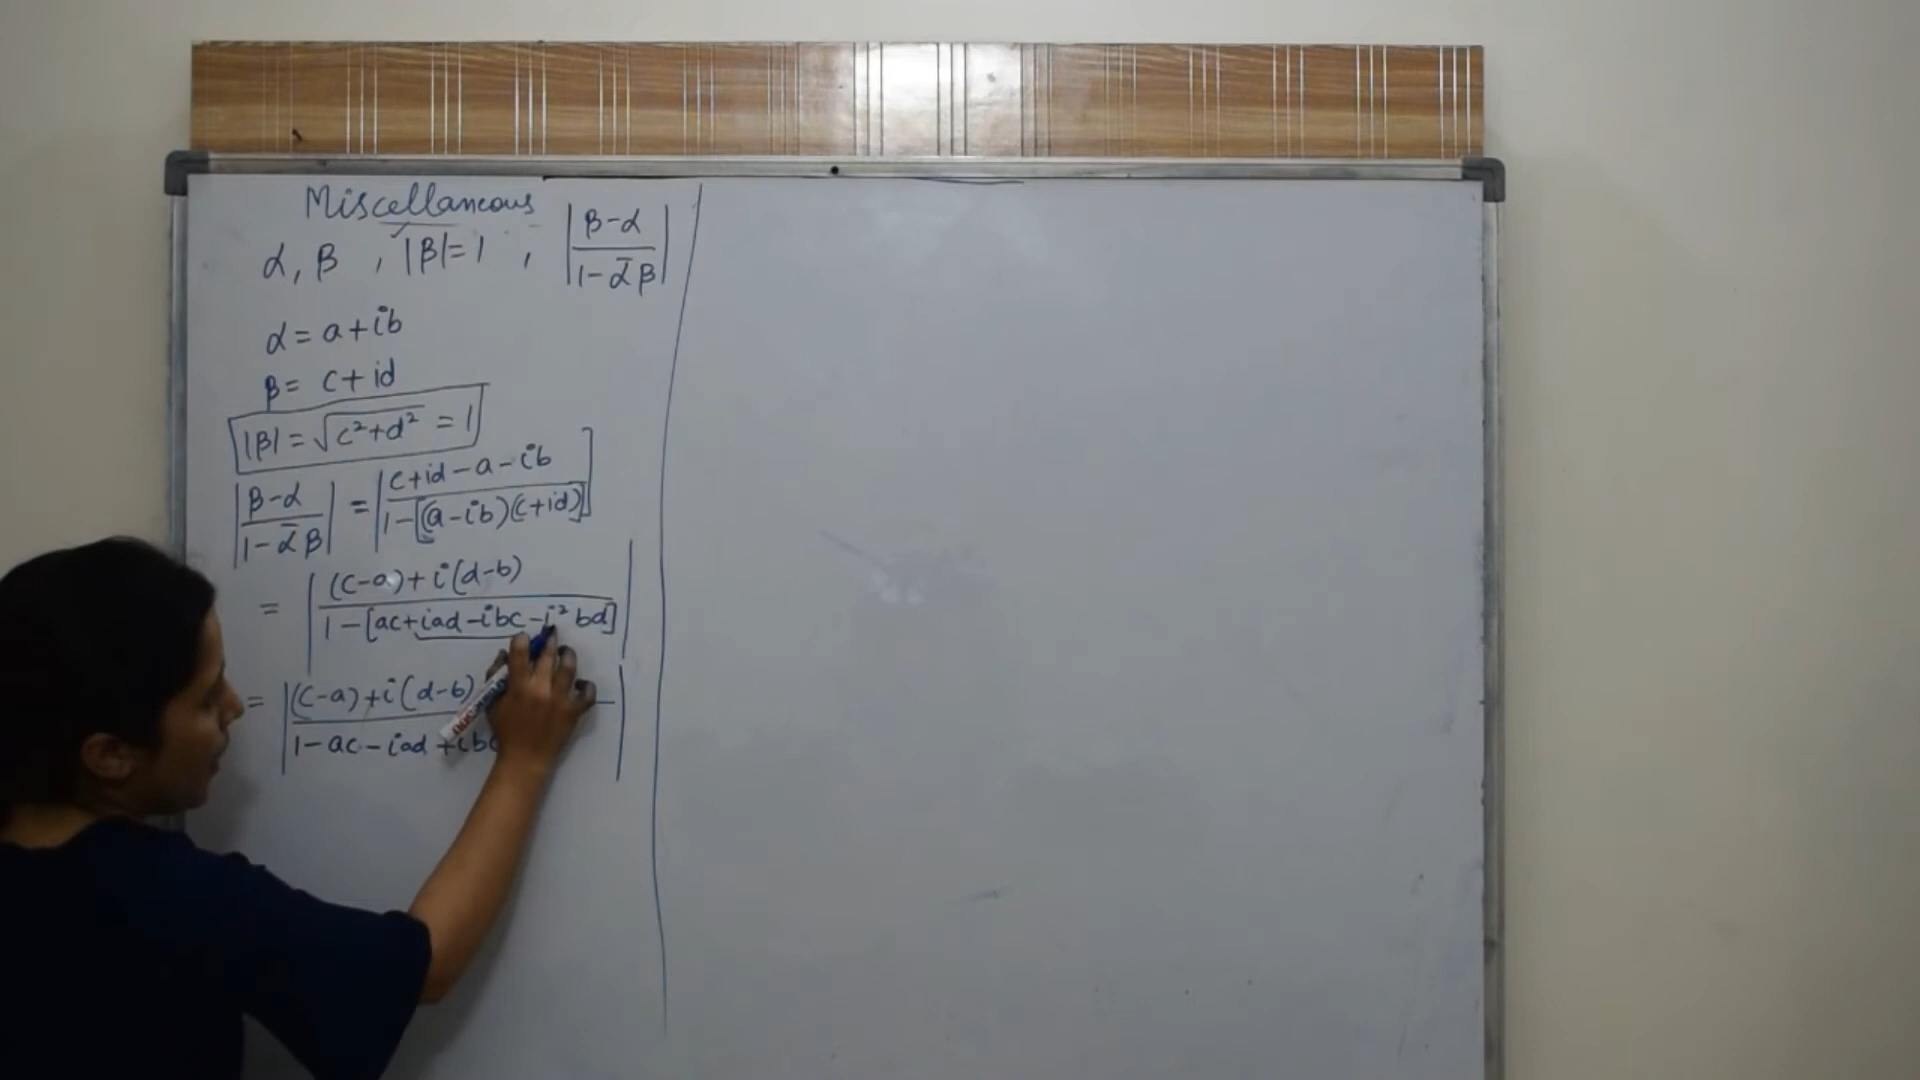 Miscellaneous
α, β , |β|=1 , |β-α / 1-ᾱβ|
α = a+ib
β = c+id
|β| = √c²+d² = 1
|β-α / 1-ᾱβ| = |c+id-a-ib / 1-[(a-ib)(c+id)]|
= |(c-a)+i(d-b) / 1-[ac+iad-ibc-i²bd]|
= |(c-a)+i(d-b) / 1-ac-iad+ibc|